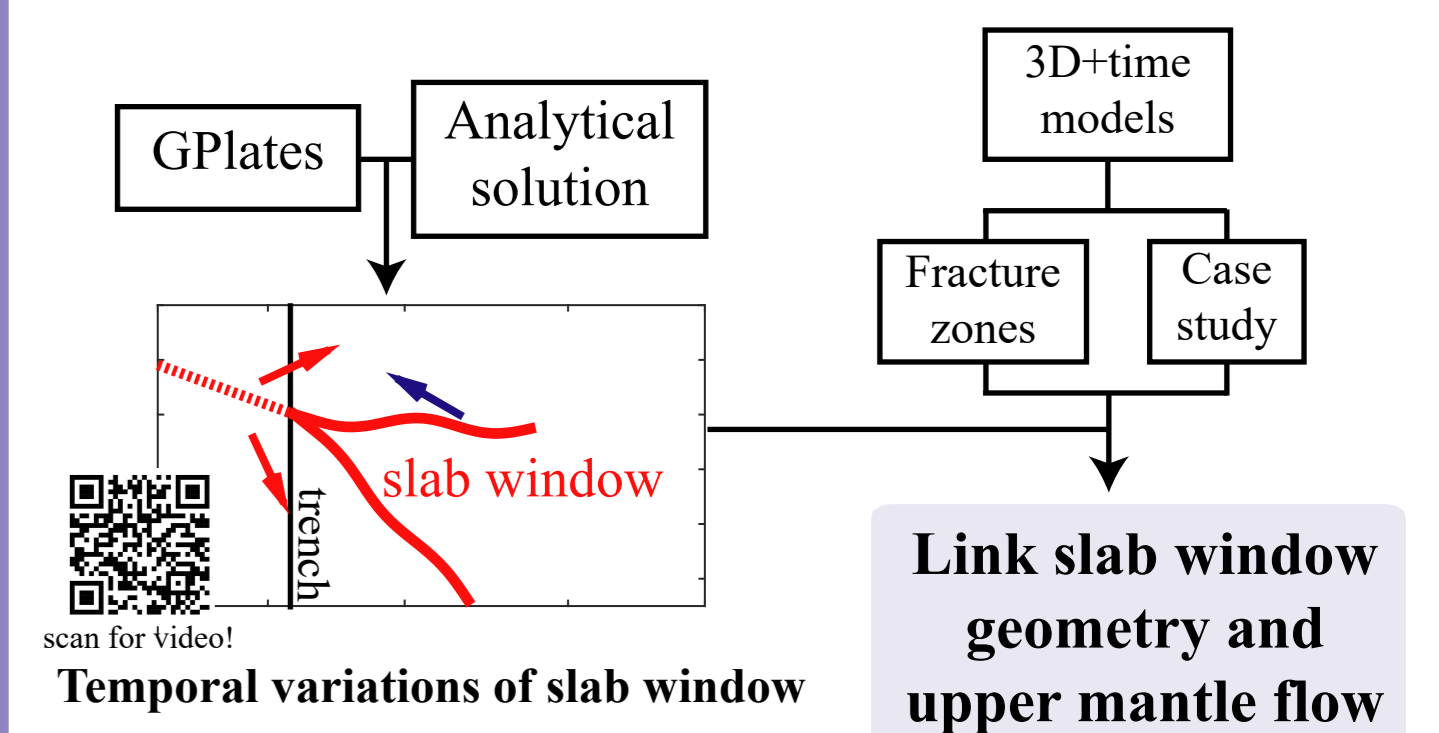 GPlates
Analytical
solution
slab window
trench
scan for video!
Temporal variations of slab window
3D+time
models
Fracture
zones
Case
study
Link slab window
geometry and
upper mantle flow